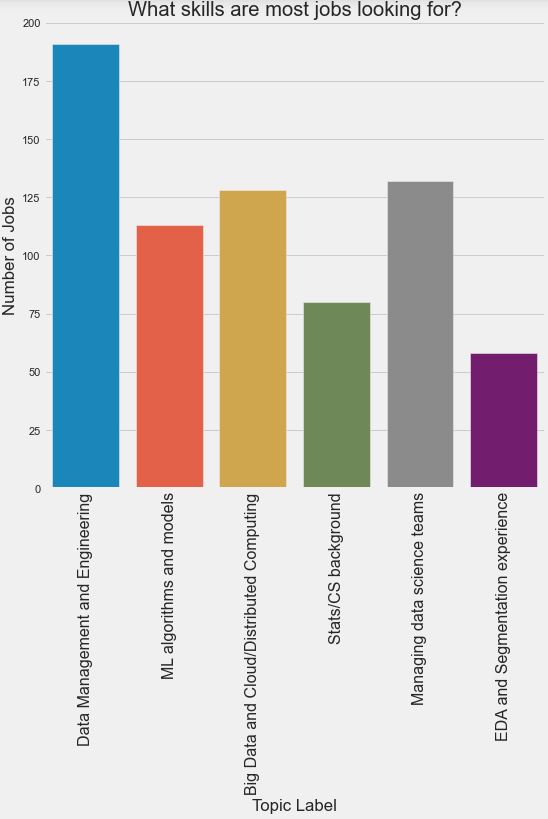 What skills are most jobs looking for?
Number of Jobs
200
175
150
125
100
75
50
25
0
Data Management and Engineering
ML algorithms and models
Big Data and Cloud/Distributed Computing
Stats/CS background
Managing data science teams
EDA and Segmentation experience
Topic Label